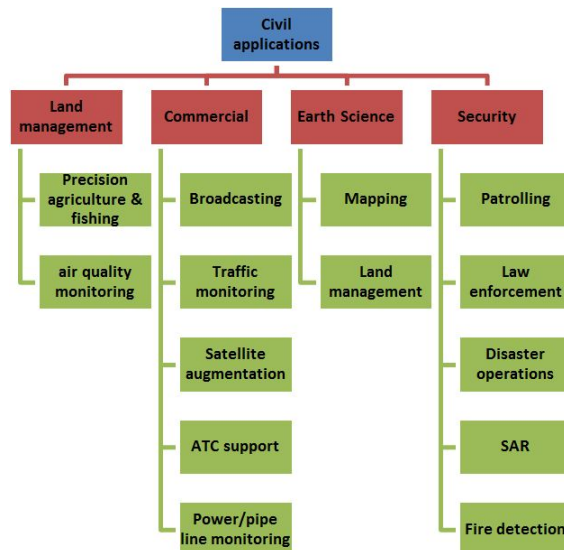 Civil
applications
Land
management
Commercial
Earth Science
Security
Precision
agriculture &
fishing
Broadcasting
Mapping
Patrolling
air quality
monitoring
Traffic
monitoring
Land
management
Law
enforcement
Satellite
augmentation
Disaster
operations
ATC support
SAR
Power/pipe
line monitoring
Fire detection